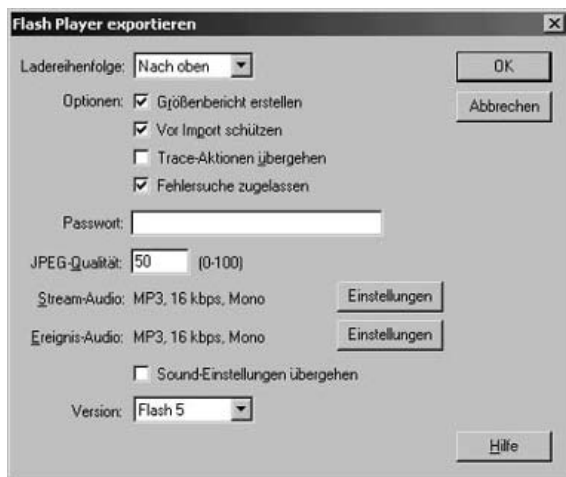 Flash Player exportieren
Ladereihenfolge: Nach oben
OK
Optionen: Größenbericht erstellen
Abbrechen
Vor Import schützen
Trace-Aktionen übergehen
Fehlersuche zugelassen
Passwort:
JPEG-Qualität: 50 (0-100)
Stream-Audio: MP3, 16 kbps, Mono Einstellungen
Ereignis-Audio: MP3, 16 kbps, Mono Einstellungen
Sound-Einstellungen übergehen
Version: Flash 5
Hilfe